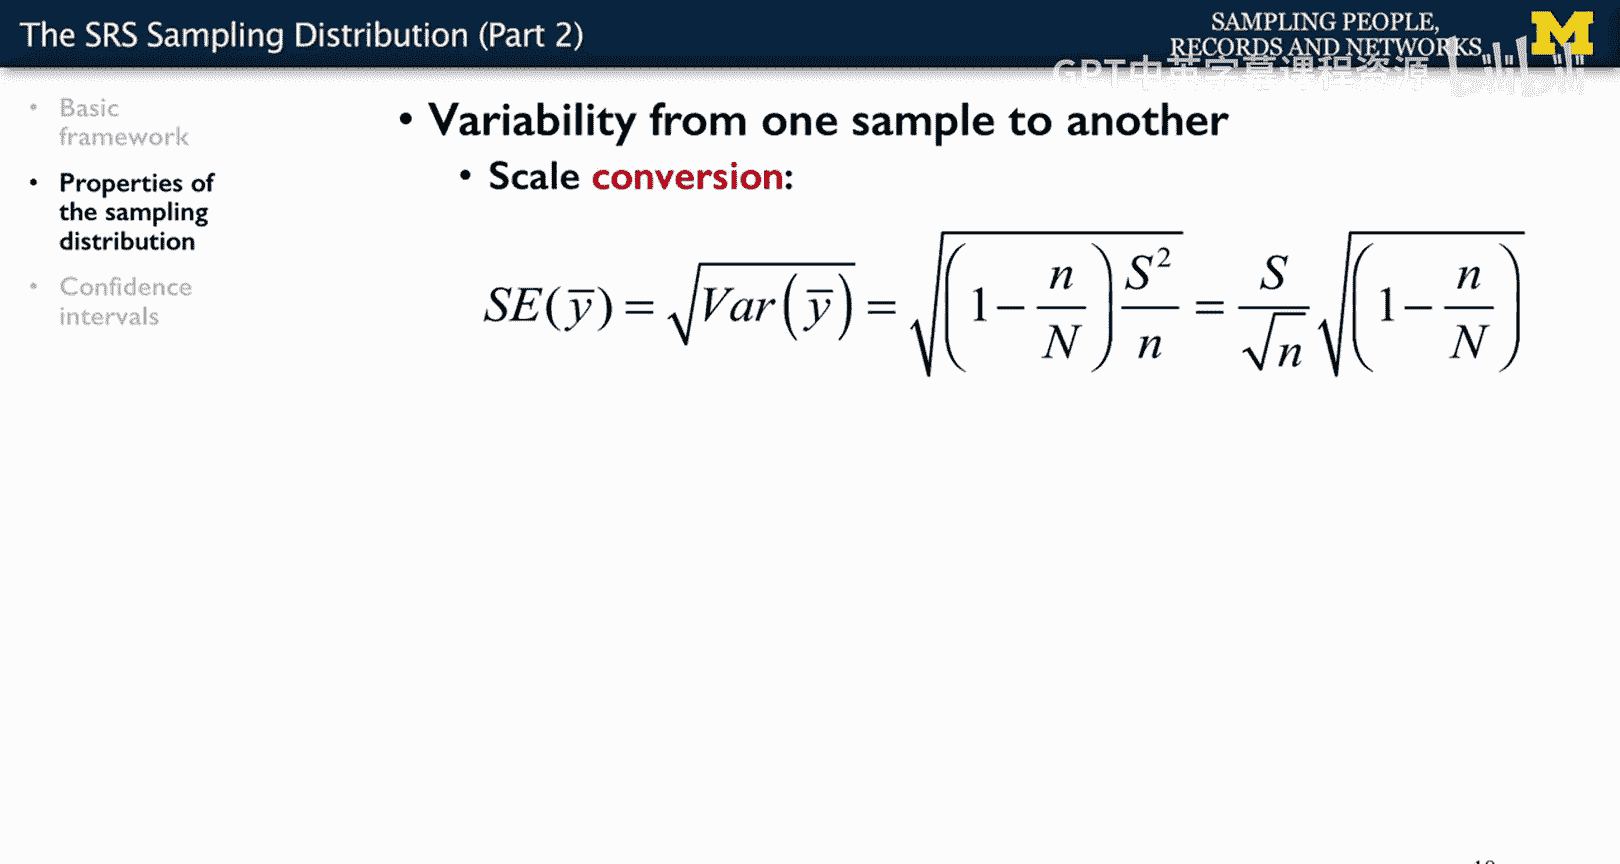 The SRS Sampling Distribution (Part 2)
SAMPLING PEOPLE,
RECORDS AND NETWORKS
M
GPT中英字幕课程资源
• Basic
framework
• Properties of
the sampling
distribution
• Confidence
intervals
• Variability from one sample to another
• Scale conversion:
SE(y̅) = √Var(y̅) = √((1 − n/N) S²/n) = S/√n √(1 − n/N)